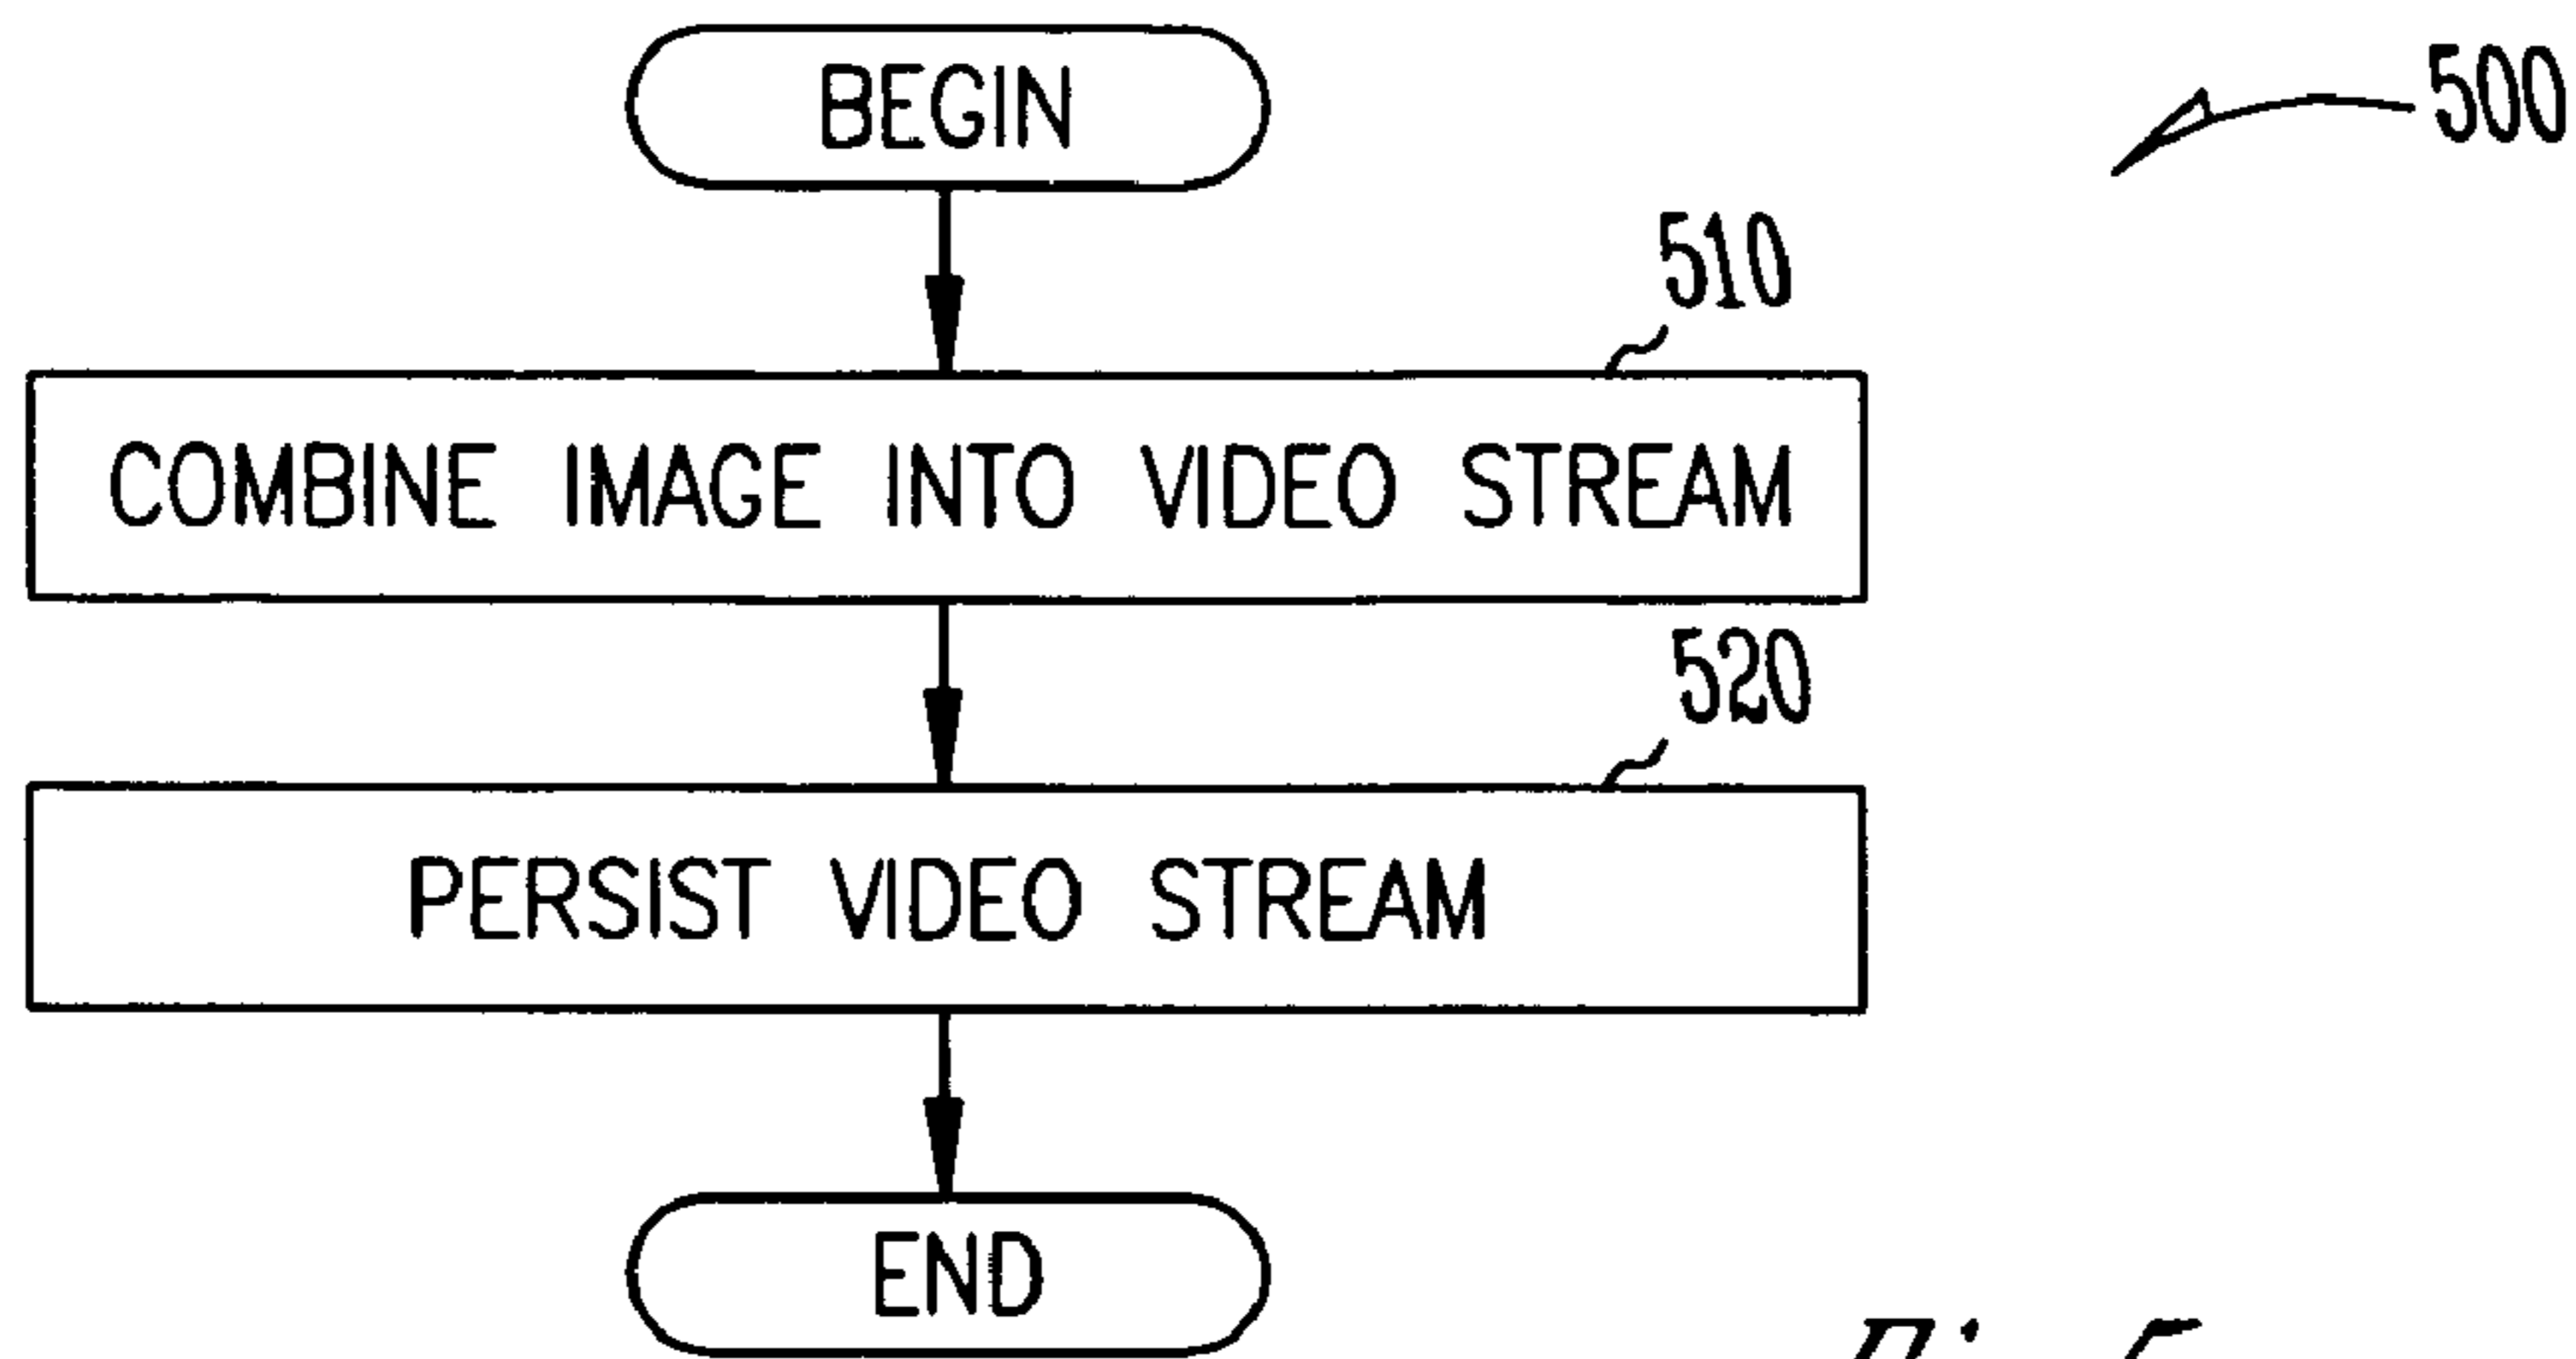 BEGIN
500
510
COMBINE IMAGE INTO VIDEO STREAM
520
PERSIST VIDEO STREAM
END